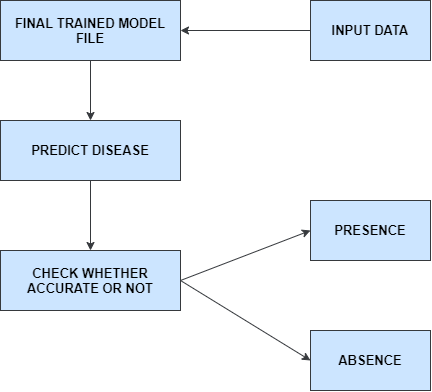 FINAL TRAINED MODEL
FILE
INPUT DATA
PREDICT DISEASE
CHECK WHETHER
ACCURATE OR NOT
PRESENCE
ABSENCE